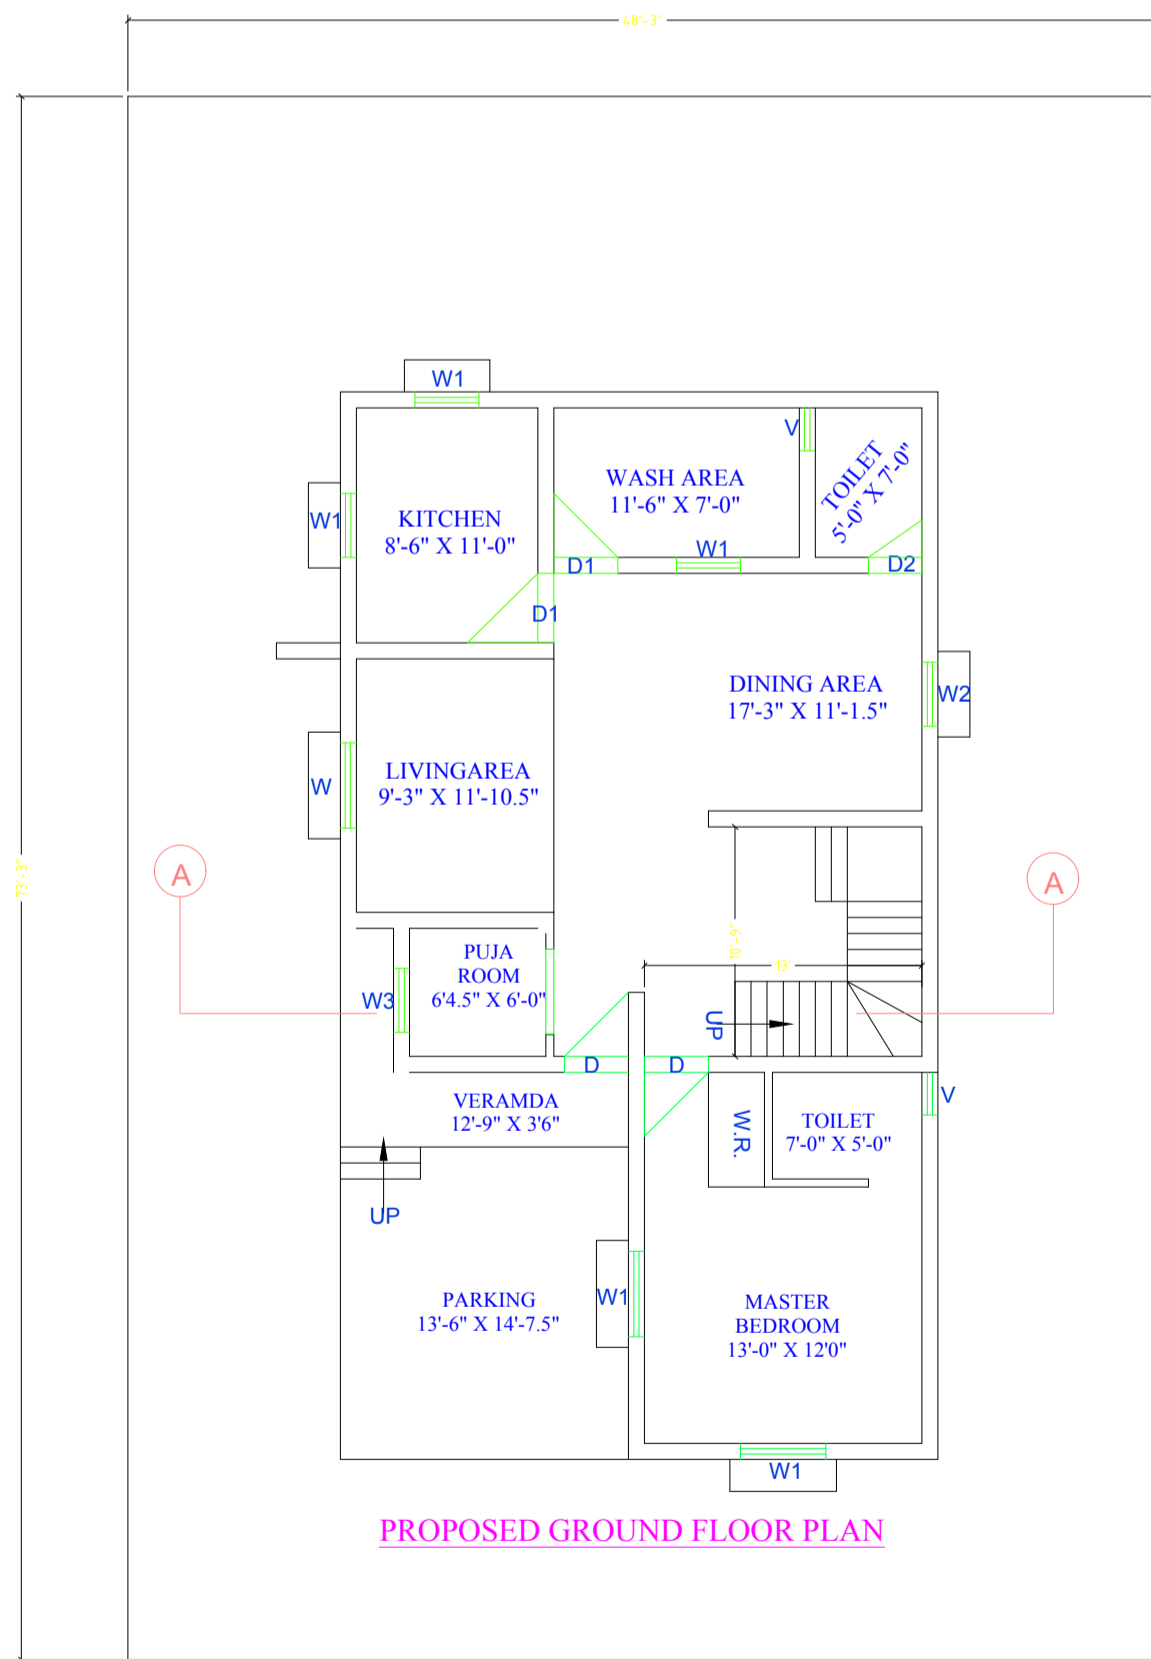 48'-3"
73'-3"
W1
V
WASH AREA
11'-6" X 7'-0"
TOILET
5'-0" X 7'-0"
W1
KITCHEN
8'-6" X 11'-0"
W1
D1
D2
D1
DINING AREA
17'-3" X 11'-1.5"
W2
LIVINGAREA
9'-3" X 11'-10.5"
W
A
A
10'-9"
13'
PUJA
ROOM
6'4.5" X 6'-0"
W3
UP
D
D
VERAMDA
12'-9" X 3'6"
W.R.
TOILET
7'-0" X 5'-0"
V
UP
PARKING
13'-6" X 14'-7.5"
W1
MASTER
BEDROOM
13'-0" X 12'0"
W1
PROPOSED GROUND FLOOR PLAN